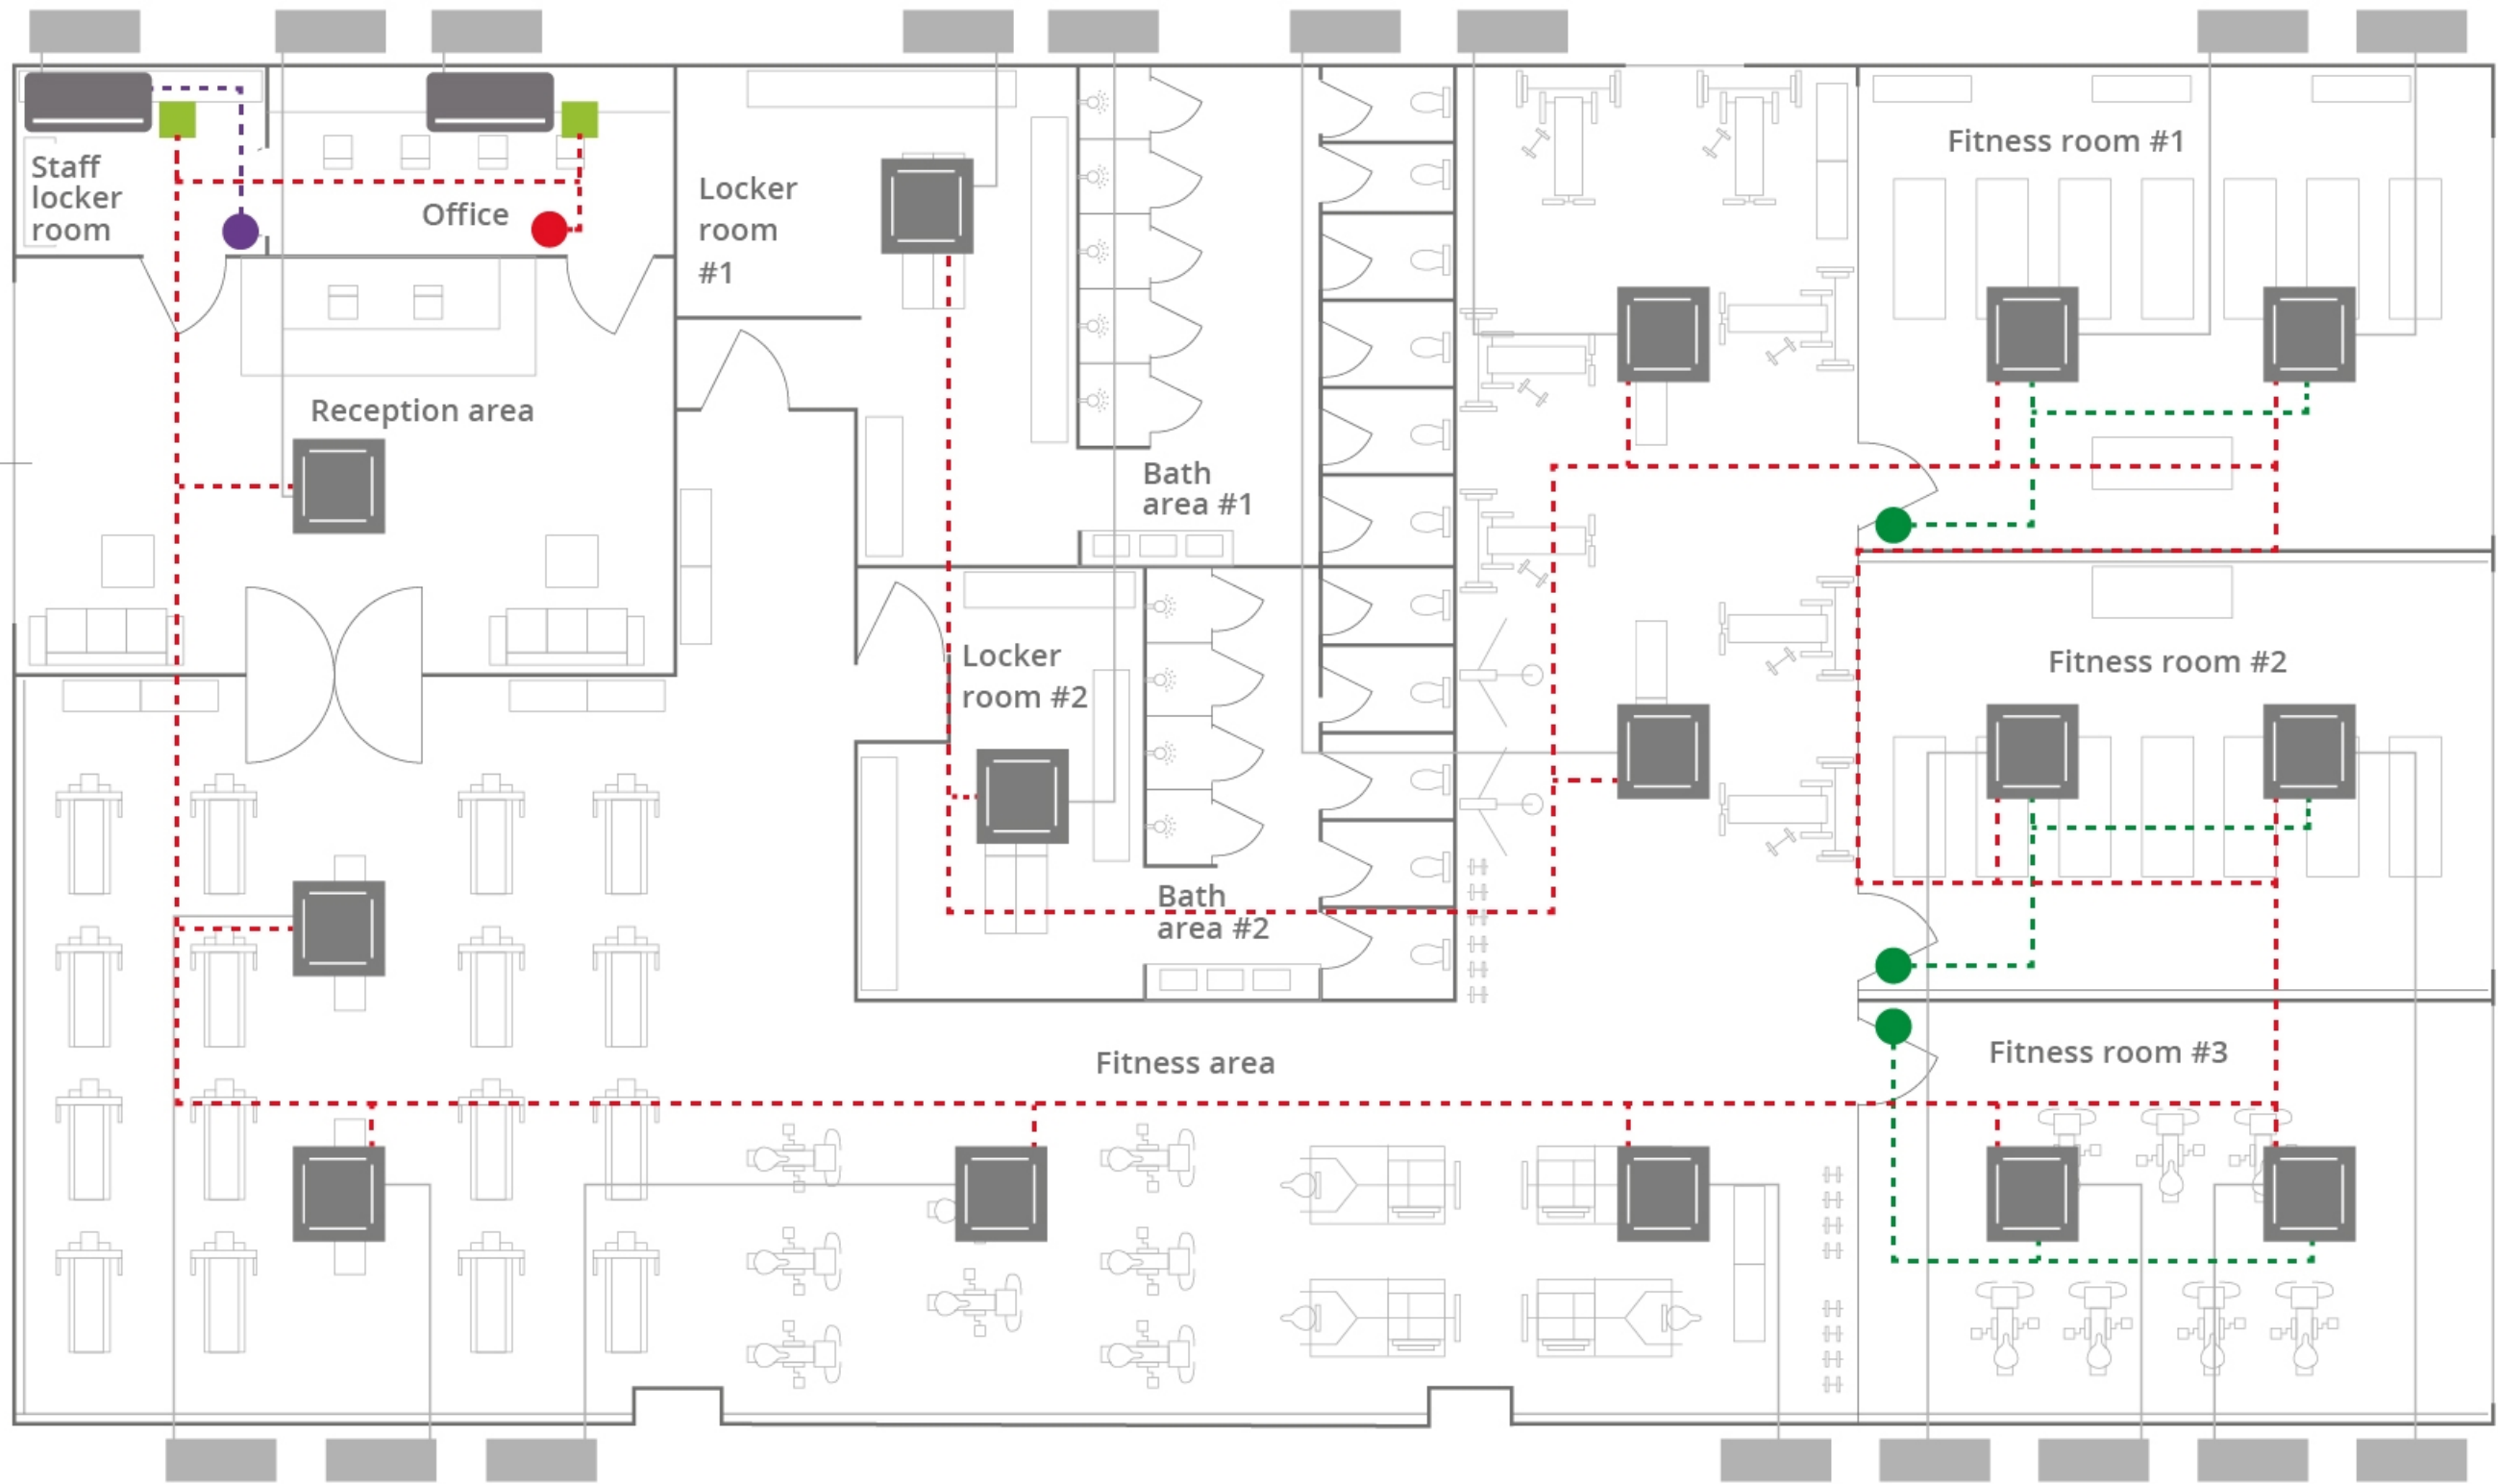 Staff
locker
room
Office
Locker
room
#1
Fitness room #1
Reception area
Bath
area #1
Locker
room #2
Fitness room #2
Bath
area #2
Fitness area
Fitness room #3